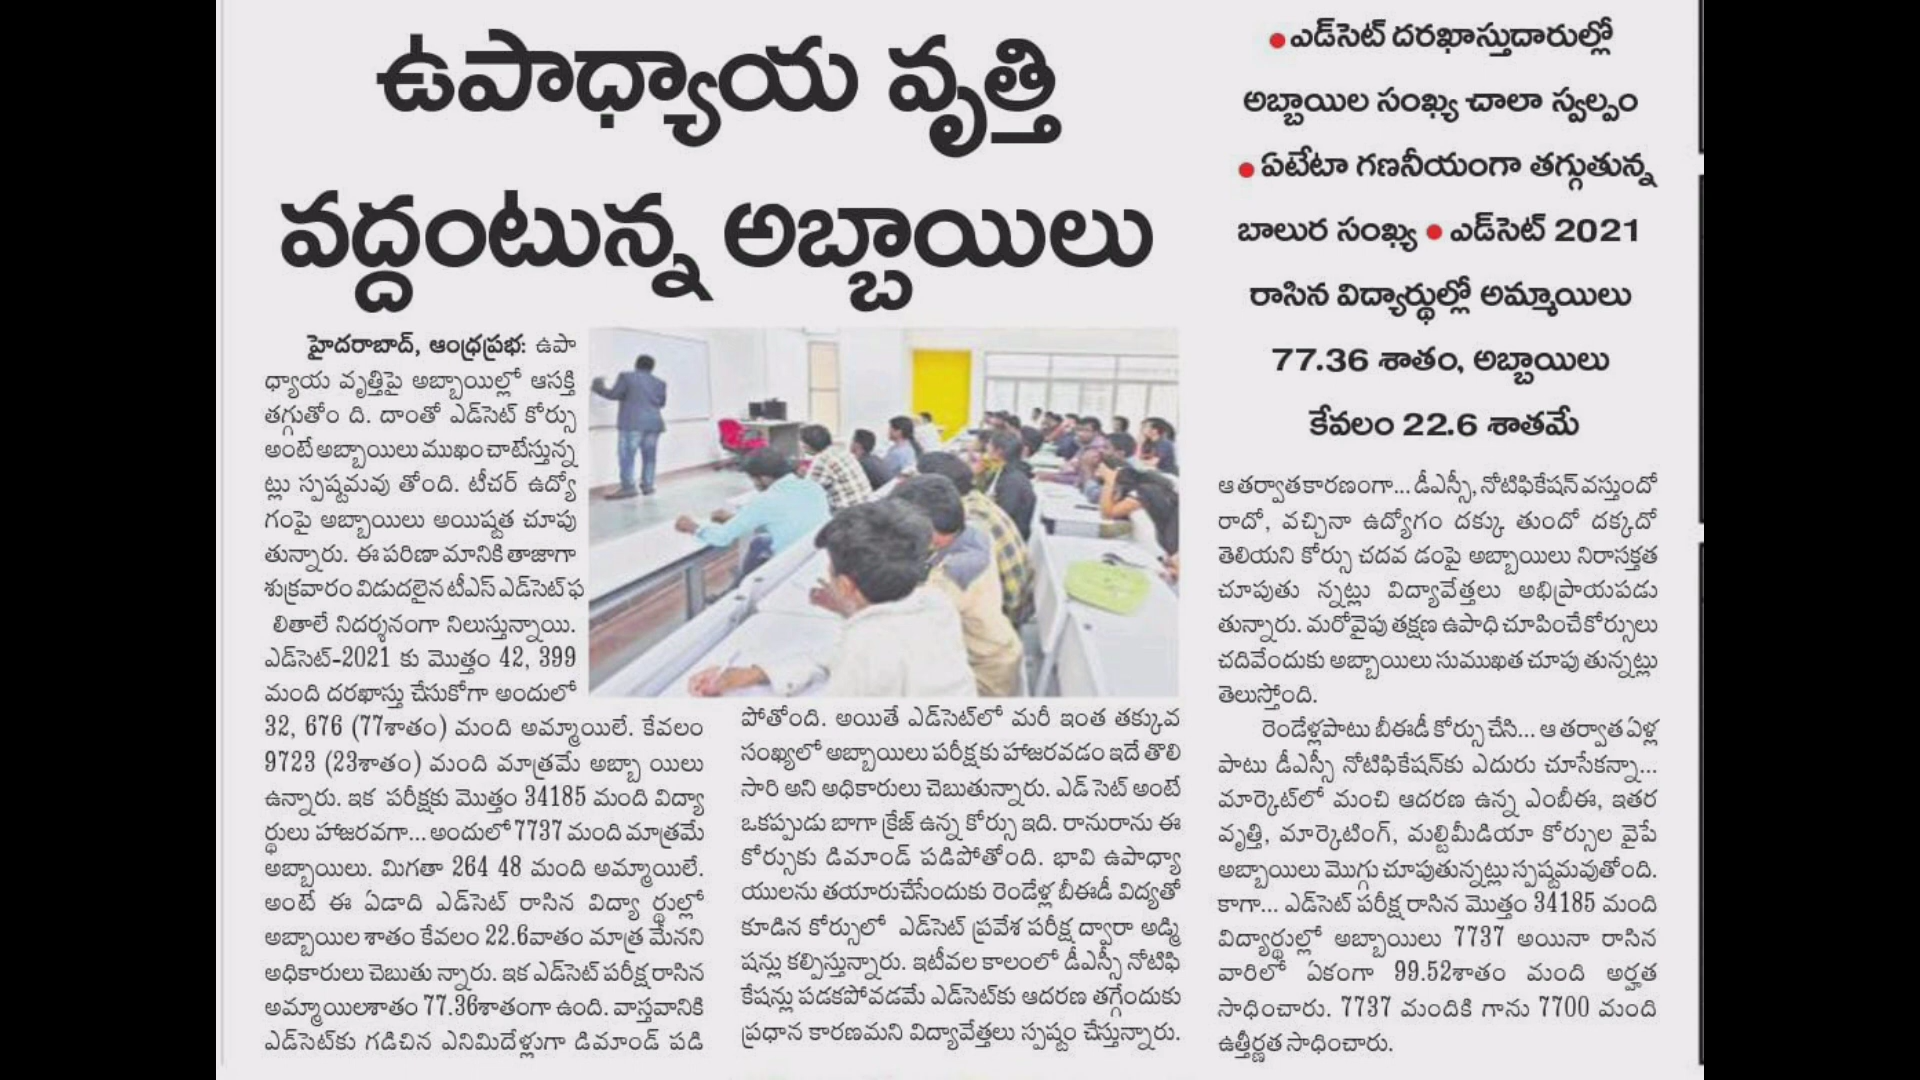 ఉపాధ్యాయ వృత్తి
వద్దంటున్న అబ్బాయిలు
● ఎడ్‌సెట్ దరఖాస్తుదారుల్లో
అబ్బాయిల సంఖ్య చాలా స్వల్పం
● ఏటేటా గణనీయంగా తగ్గుతున్న
బాలుర సంఖ్య ● ఎడ్‌సెట్ 2021
రాసిన విద్యార్థుల్లో అమ్మాయిలు
77.36 శాతం, అబ్బాయిలు
కేవలం 22.6 శాతమే
హైదరాబాద్, ఆంధ్రప్రభ: ఉపా
ధ్యాయ వృత్తిపై అబ్బాయిల్లో ఆసక్తి
తగ్గుతోం ది. దాంతో ఎడ్‌సెట్ కోర్సు
అంటే అబ్బాయిలు ముఖం చాటేస్తున్న
ట్లు స్పష్టమవు తోంది. టీచర్ ఉద్యో
గంపై అబ్బాయిలు అయిష్టత చూపు
తున్నారు. ఈ పరిణా మానికి తాజాగా
శుక్రవారం విడుదలైన టీఎస్ ఎడ్‌సెట్ ఫ
లితాలే నిదర్శనంగా నిలుస్తున్నాయి.
ఎడ్‌సెట్-2021 కు మొత్తం 42, 399
మంది దరఖాస్తు చేసుకోగా అందులో
32, 676 (77శాతం) మంది అమ్మాయిలే. కేవలం
9723 (23శాతం) మంది మాత్రమే అబ్బా యిలు
ఉన్నారు. ఇక పరీక్షకు మొత్తం 34185 మంది విద్యా
ర్థులు హాజరవగా... అందులో 7737 మంది మాత్రమే
అబ్బాయిలు. మిగతా 264 48 మంది అమ్మాయిలే.
అంటే ఈ ఏడాది ఎడ్‌సెట్ రాసిన విద్యా ర్థుల్లో
అబ్బాయిల శాతం కేవలం 22.6వాతం మాత్ర మేనని
అధికారులు చెబుతు న్నారు. ఇక ఎడ్‌సెట్ పరీక్ష రాసిన
అమ్మాయిలశాతం 77.36శాతంగా ఉంది. వాస్తవానికి
ఎడ్‌సెట్‌కు గడిచిన ఎనిమిదేళ్లుగా డిమాండ్ పడి
పోతోంది. అయితే ఎడ్‌సెట్‌లో మరీ ఇంత తక్కువ
సంఖ్యలో అబ్బాయిలు పరీక్షకు హాజరవడం ఇదే తొలి
సారి అని అధికారులు చెబుతున్నారు. ఎడ్ సెట్ అంటే
ఒకప్పుడు బాగా క్రేజ్ ఉన్న కోర్సు ఇది. రానురాను ఈ
కోర్సుకు డిమాండ్ పడిపోతోంది. భావి ఉపాధ్యా
యులను తయారుచేసేందుకు రెండేళ్ల బీఈడీ విద్యతో
కూడిన కోర్సులో ఎడ్‌సెట్ ప్రవేశ పరీక్ష ద్వారా అడ్మి
షన్లు కల్పిస్తున్నారు. ఇటీవల కాలంలో డీఎస్సీ నోటిఫి
కేషన్లు పడకపోవడమే ఎడ్‌సెట్‌కు ఆదరణ తగ్గేందుకు
ప్రధాన కారణమని విద్యావేత్తలు స్పష్టం చేస్తున్నారు.
ఆ తర్వాత కారణంగా... డీఎస్సీ, నోటిఫికేషన్ వస్తుందో
రాదో, వచ్చినా ఉద్యోగం దక్కు తుందో దక్కదో
తెలియని కోర్సు చదవ డంపై అబ్బాయిలు నిరాసక్తత
చూపుతు న్నట్లు విద్యావేత్తలు అభిప్రాయపడు
తున్నారు. మరోవైపు తక్షణ ఉపాధి చూపించే కోర్సులు
చదివేందుకు అబ్బాయిలు సుముఖత చూపు తున్నట్లు
తెలుస్తోంది.
రెండేళ్లపాటు బీఈడీ కోర్సు చేసి... ఆ తర్వాత ఏళ్ల
పాటు డీఎస్సీ నోటిఫికేషన్‌కు ఎదురు చూసేకన్నా...
మార్కెట్‌లో మంచి ఆదరణ ఉన్న ఎంబీఈ, ఇతర
వృత్తి, మార్కెటింగ్, మల్టిమీడియా కోర్సుల వైపే
అబ్బాయిలు మొగ్గు చూపుతున్నట్లు స్పష్టమవుతోంది.
కాగా... ఎడ్‌సెట్ పరీక్ష రాసిన మొత్తం 34185 మంది
విద్యార్థుల్లో అబ్బాయిలు 7737 అయినా రాసిన
వారిలో ఏకంగా 99.52శాతం మంది అర్హత
సాధించారు. 7737 మందికి గాను 7700 మంది
ఉత్తీర్ణత సాధించారు.